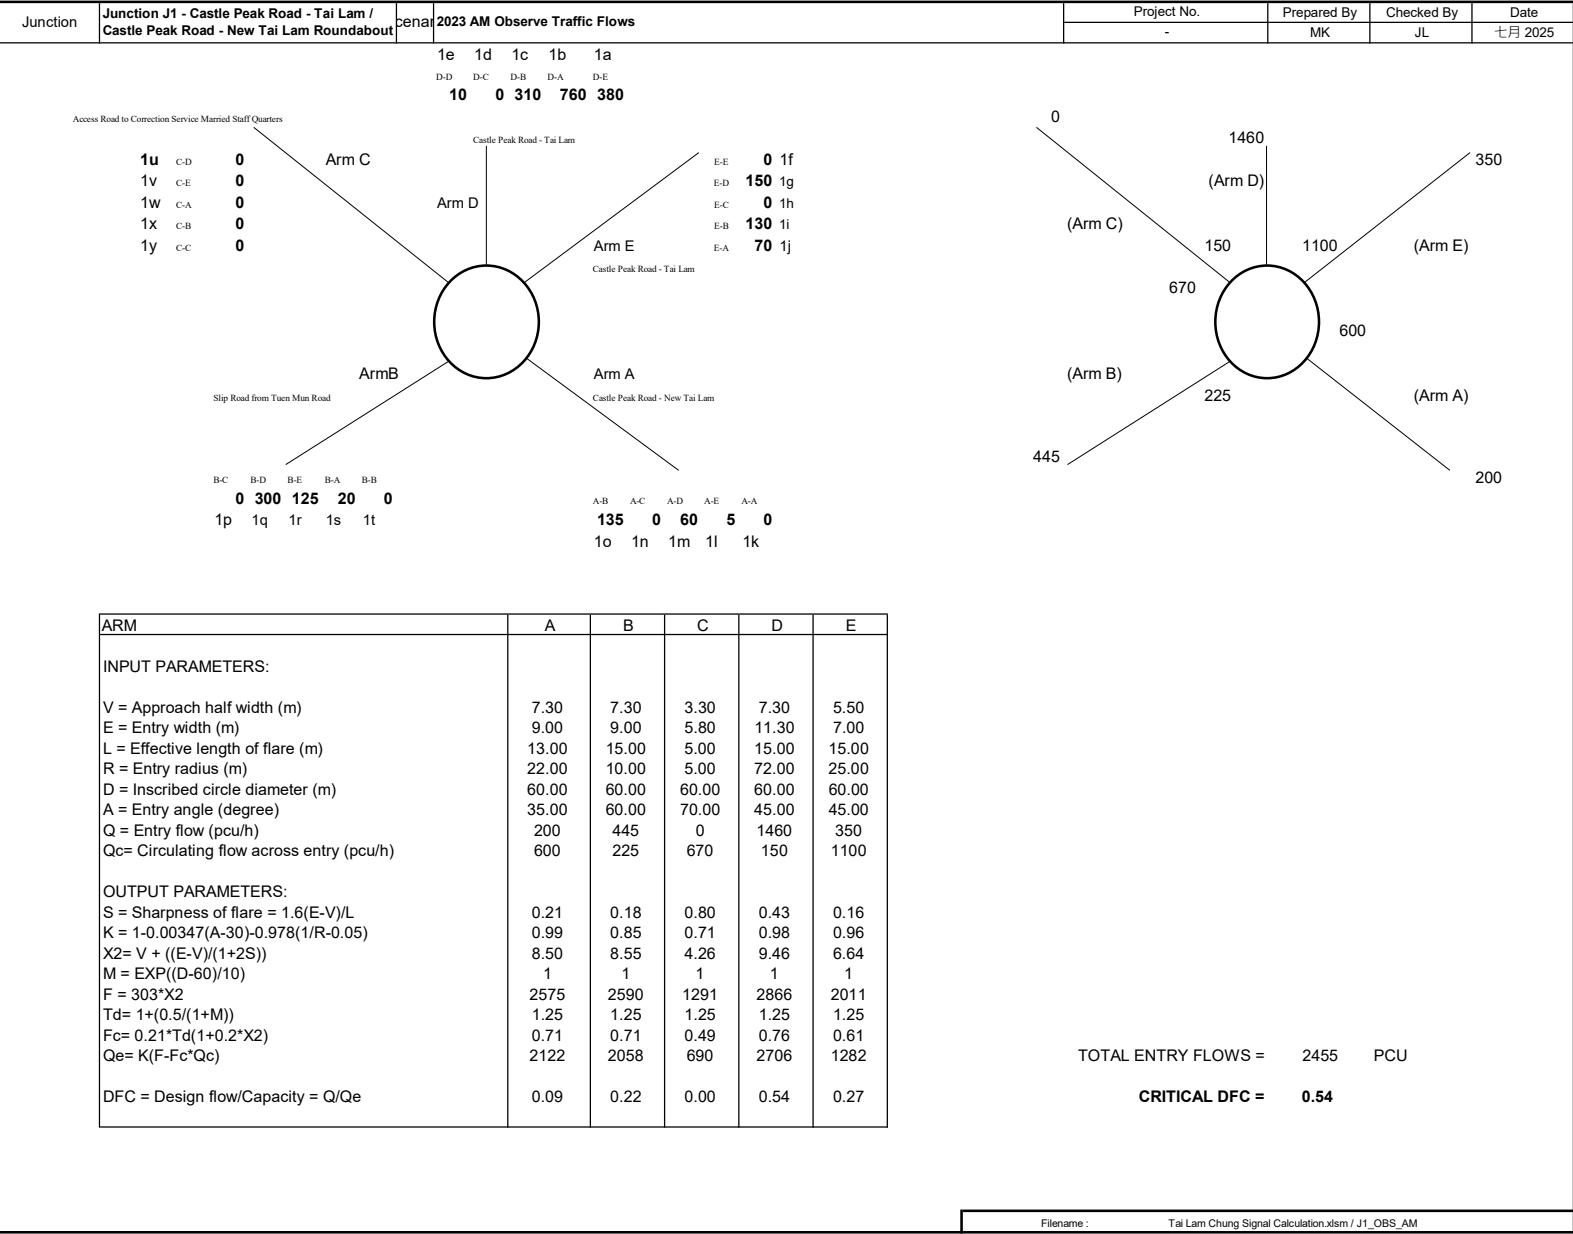 Junction
Junction J1 - Castle Peak Road - Tai Lam /
Castle Peak Road - New Tai Lam Roundabout
cenar
2023 AM Observe Traffic Flows
Project No. Prepared By Checked By Date
- MK JL 七月 2025
1e 1d 1c 1b 1a
D-D D-C D-B D-A D-E
10 0 310 760 380
Access Road to Correction Service Married Staff Quarters
Castle Peak Road - Tai Lam
1u C-D 0
1v C-E 0
1w C-A 0
1x C-B 0
1y C-C 0
Arm C
Arm D
E-E 0 1f
E-D 150 1g
E-C 0 1h
E-B 130 1i
E-A 70 1j
Arm E
Castle Peak Road - Tai Lam
ArmB
Slip Road from Tuen Mun Road
Arm A
Castle Peak Road - New Tai Lam
B-C B-D B-E B-A B-B
0 300 125 20 0
1p 1q 1r 1s 1t
A-B A-C A-D A-E A-A
135 0 60 5 0
1o 1n 1m 1l 1k
0
1460
350
(Arm D)
(Arm C)
150
1100
(Arm E)
670
600
(Arm B)
225
(Arm A)
445
200
ARM A B C D E
INPUT PARAMETERS:
V = Approach half width (m) 7.30 7.30 3.30 7.30 5.50
E = Entry width (m) 9.00 9.00 5.80 11.30 7.00
L = Effective length of flare (m) 13.00 15.00 5.00 15.00 15.00
R = Entry radius (m) 22.00 10.00 5.00 72.00 25.00
D = Inscribed circle diameter (m) 60.00 60.00 60.00 60.00 60.00
A = Entry angle (degree) 35.00 60.00 70.00 45.00 45.00
Q = Entry flow (pcu/h) 200 445 0 1460 350
Qc= Circulating flow across entry (pcu/h) 600 225 670 150 1100
OUTPUT PARAMETERS:
S = Sharpness of flare = 1.6(E-V)/L 0.21 0.18 0.80 0.43 0.16
K = 1-0.00347(A-30)-0.978(1/R-0.05) 0.99 0.85 0.71 0.98 0.96
X2= V + ((E-V)/(1+2S)) 8.50 8.55 4.26 9.46 6.64
M = EXP((D-60)/10) 1 1 1 1 1
F = 303*X2 2575 2590 1291 2866 2011
Td= 1+(0.5/(1+M)) 1.25 1.25 1.25 1.25 1.25
Fc= 0.21*Td(1+0.2*X2) 0.71 0.71 0.49 0.76 0.61
Qe= K(F-Fc*Qc) 2122 2058 690 2706 1282
DFC = Design flow/Capacity = Q/Qe 0.09 0.22 0.00 0.54 0.27
TOTAL ENTRY FLOWS = 2455 PCU
CRITICAL DFC = 0.54
Filename : Tai Lam Chung Signal Calculation.xlsm / J1_OBS_AM